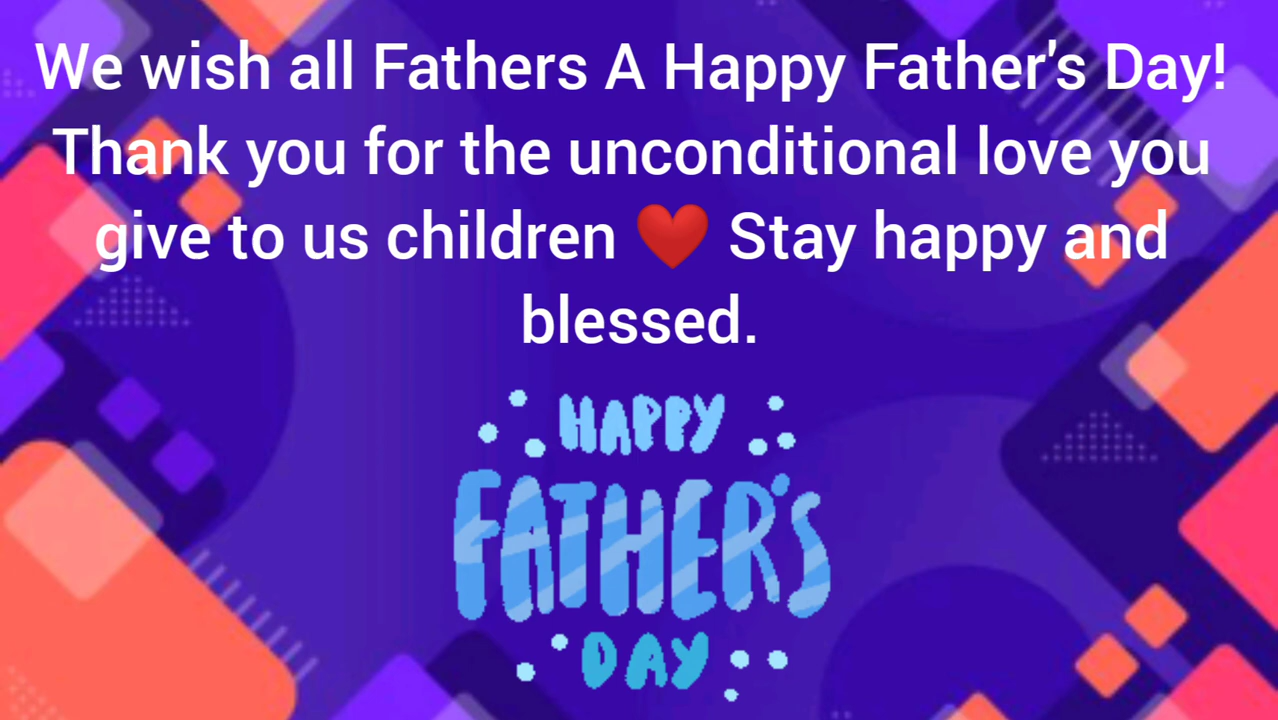 We wish all Fathers A Happy Father's Day!
Thank you for the unconditional love you
give to us children ❤️ Stay happy and
blessed.
HAPPY
FATHER'S
DAY